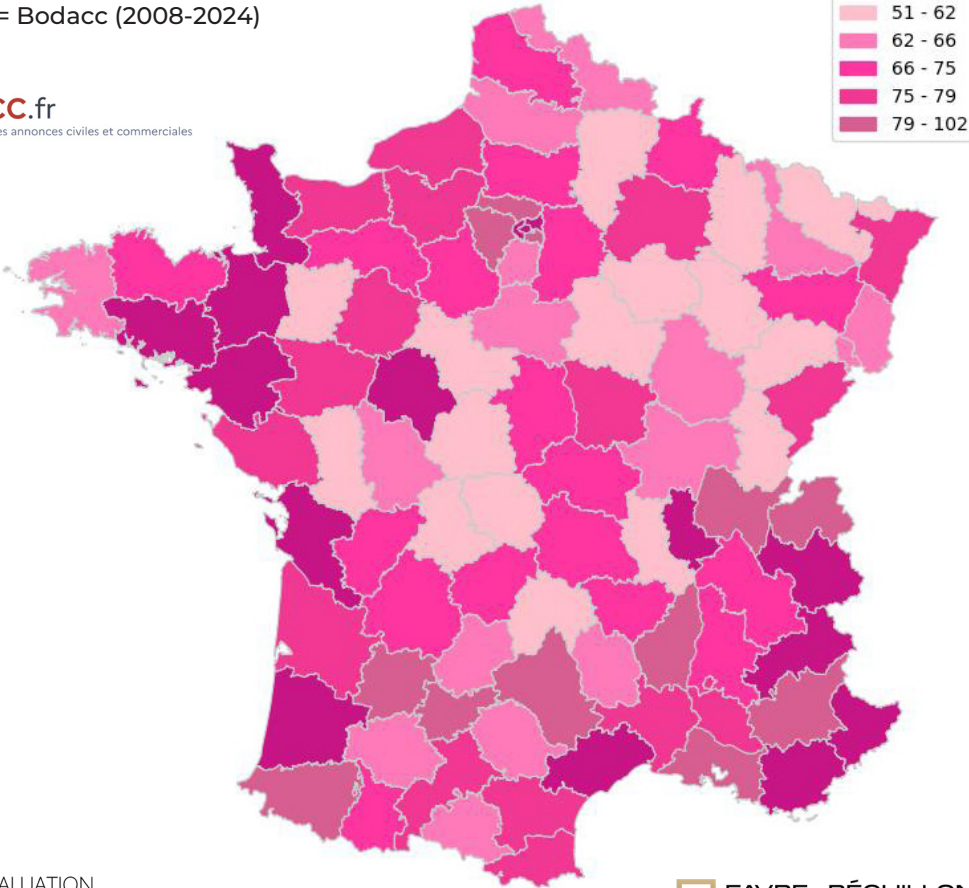 = Bodacc (2008-2024)
CC.fr
es annonces civiles et commerciales
51 - 62
62 - 66
66 - 75
75 - 79
79 - 102